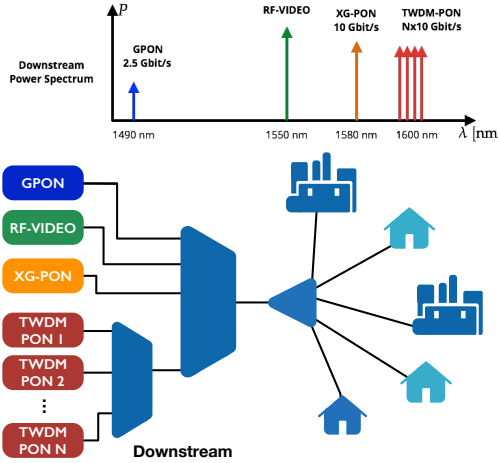 P
RF-VIDEO
XG-PON
10 Gbit/s
TWDM-PON
Nx10 Gbit/s
GPON
2.5 Gbit/s
Downstream
Power Spectrum
1490 nm
1550 nm
1580 nm
1600 nm
λ [nm
GPON
RF-VIDEO
XG-PON
TWDM
PON 1
TWDM
PON 2
⋮
TWDM
PON N
Downstream